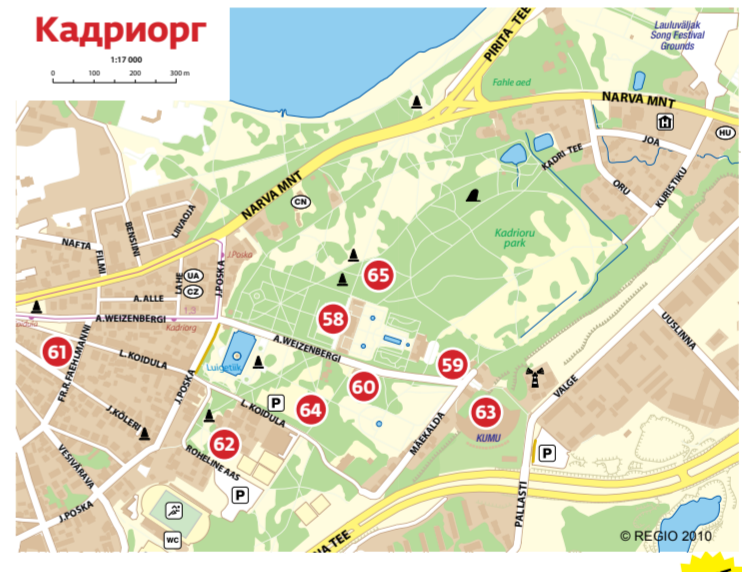 Кадриорг
1:17 000
0 100 200 300 m
Lauluväljak
Song Festival
Grounds
PIRITA TEE
Fahle aed
NARVA MNT
H
HU
JOA
KADRI TEE
ORU
KURISTIKU
Kadrioru
park
NARVA MNT
CN
LIIVAOJA
BENSIINI
NAFTA
FILMI
J.Poska
J.POSKA
LAHE
UA
CZ
A.ALLE
1·3
A.WEIZENBERGI
Kadriorg
65
58
A.WEIZENBERGI
59
60
61
L.KOIDULA
FR.R.FAEHLMANNI
Luigetiik
J.POSKA
L.KOIDULA
P
64
63
KUMU
MÄEKALDA
VALGE
UUSLINNA
J.KÖLERI
62
ROHELINE AAS
P
VESIVÄRAVA
J.POSKA
WC
P
PALLASTI
NA TEE
© REGIO 2010